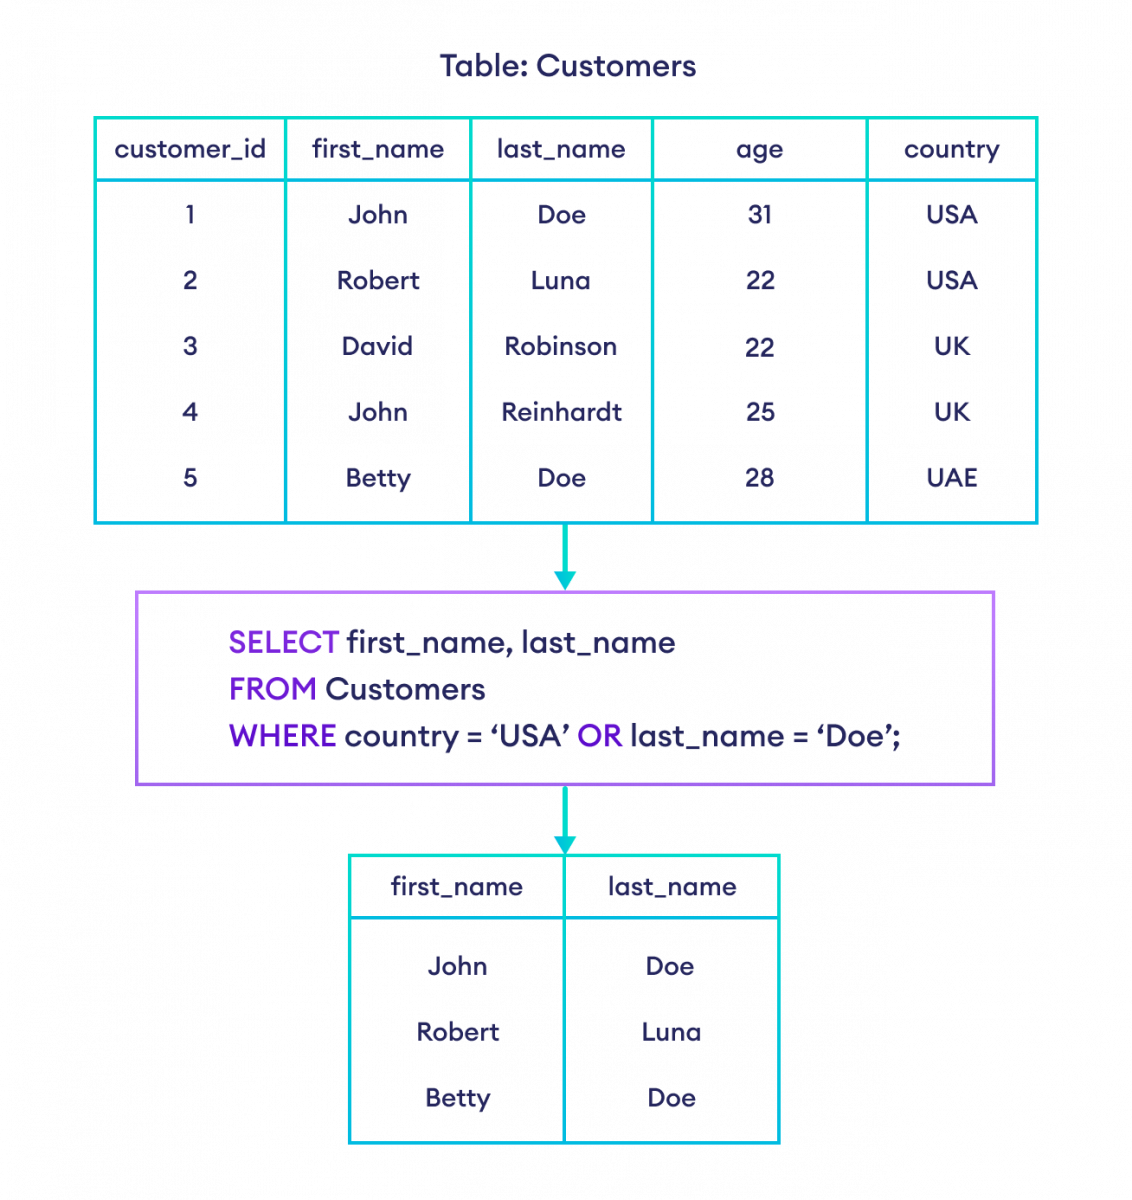 Table: Customers
customer_id first_name last_name age country
1 John Doe 31 USA
2 Robert Luna 22 USA
3 David Robinson 22 UK
4 John Reinhardt 25 UK
5 Betty Doe 28 UAE
SELECT first_name, last_name
FROM Customers
WHERE country = ‘USA’ OR last_name = ‘Doe’;
first_name last_name
John Doe
Robert Luna
Betty Doe